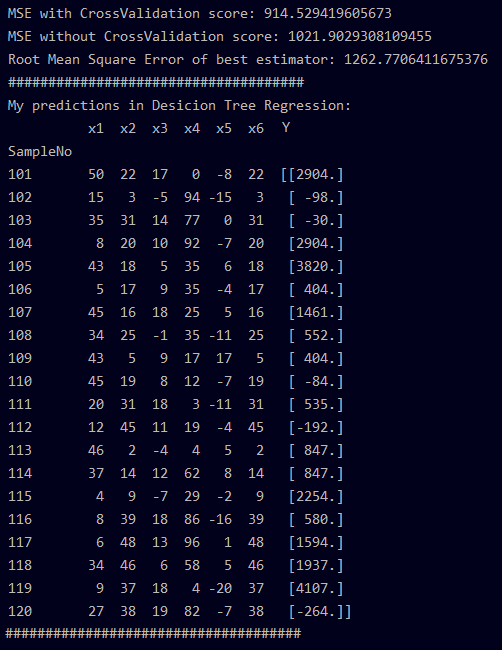 MSE with CrossValidation score: 914.529419605673
MSE without CrossValidation score: 1021.9029308109455
Root Mean Square Error of best estimator: 1262.7706411675376
#####################################
My predictions in Desicion Tree Regression:
x1 x2 x3 x4 x5 x6 Y
SampleNo
101 50 22 17 0 -8 22 [[2904.]
102 15 3 -5 94 -15 3 [ -98.]
103 35 31 14 77 0 31 [ -30.]
104 8 20 10 92 -7 20 [2904.]
105 43 18 5 35 6 18 [3820.]
106 5 17 9 35 -4 17 [ 404.]
107 45 16 18 25 5 16 [1461.]
108 34 25 -1 35 -11 25 [ 552.]
109 43 5 9 17 17 5 [ 404.]
110 45 19 8 12 -7 19 [ -84.]
111 20 31 18 3 -11 31 [ 535.]
112 12 45 11 19 -4 45 [-192.]
113 46 2 -4 4 5 2 [ 847.]
114 37 14 12 62 8 14 [ 847.]
115 4 9 -7 29 -2 9 [2254.]
116 8 39 18 86 -16 39 [ 580.]
117 6 48 13 96 1 48 [1594.]
118 34 46 6 58 5 46 [1937.]
119 9 37 18 4 -20 37 [4107.]
120 27 38 19 82 -7 38 [-264.]]
#####################################